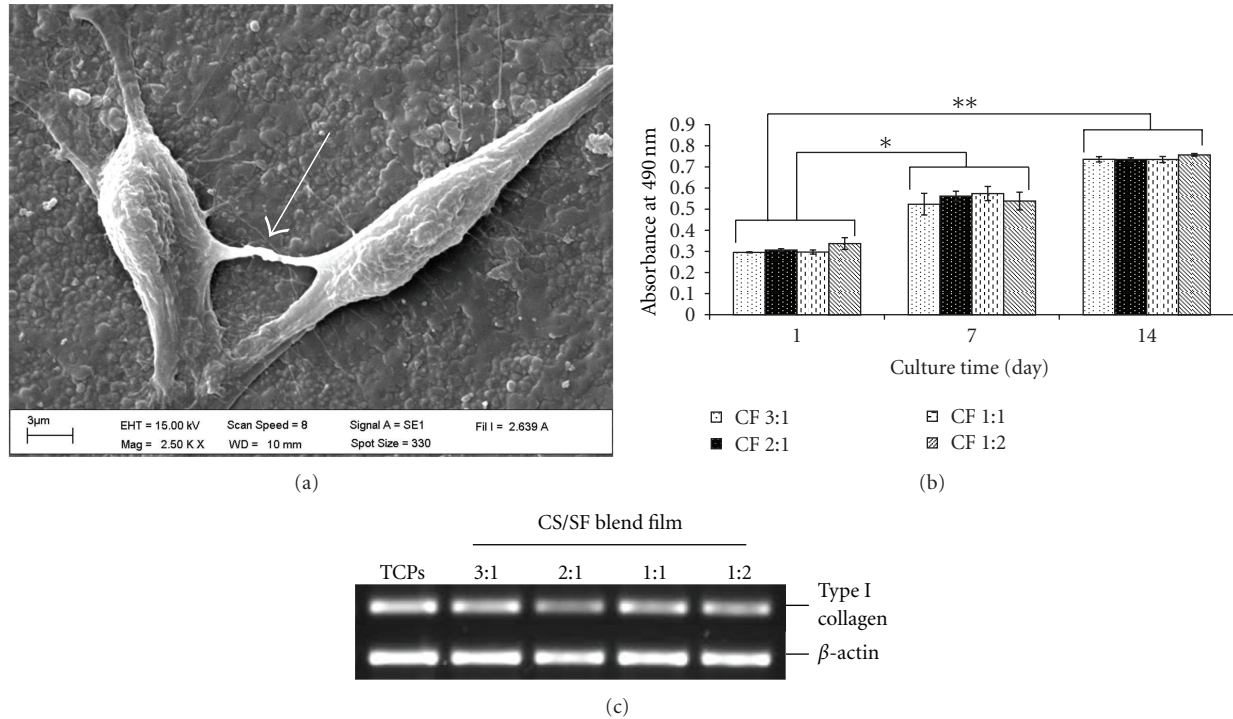 3µm
EHT = 15.00 kV
Scan Speed = 8
Signal A = SE1
Fil I = 2.639 A
Mag = 2.50 K X
WD = 10 mm
Spot Size = 330
(a)
**
*
Absorbance at 490 nm
0.9
0.8
0.7
0.6
0.5
0.4
0.3
0.2
0.1
0
1
7
14
Culture time (day)
CF 3:1
CF 1:1
CF 2:1
CF 1:2
(b)
CS/SF blend film
TCPs 3:1 2:1 1:1 1:2
Type I
collagen
β-actin
(c)